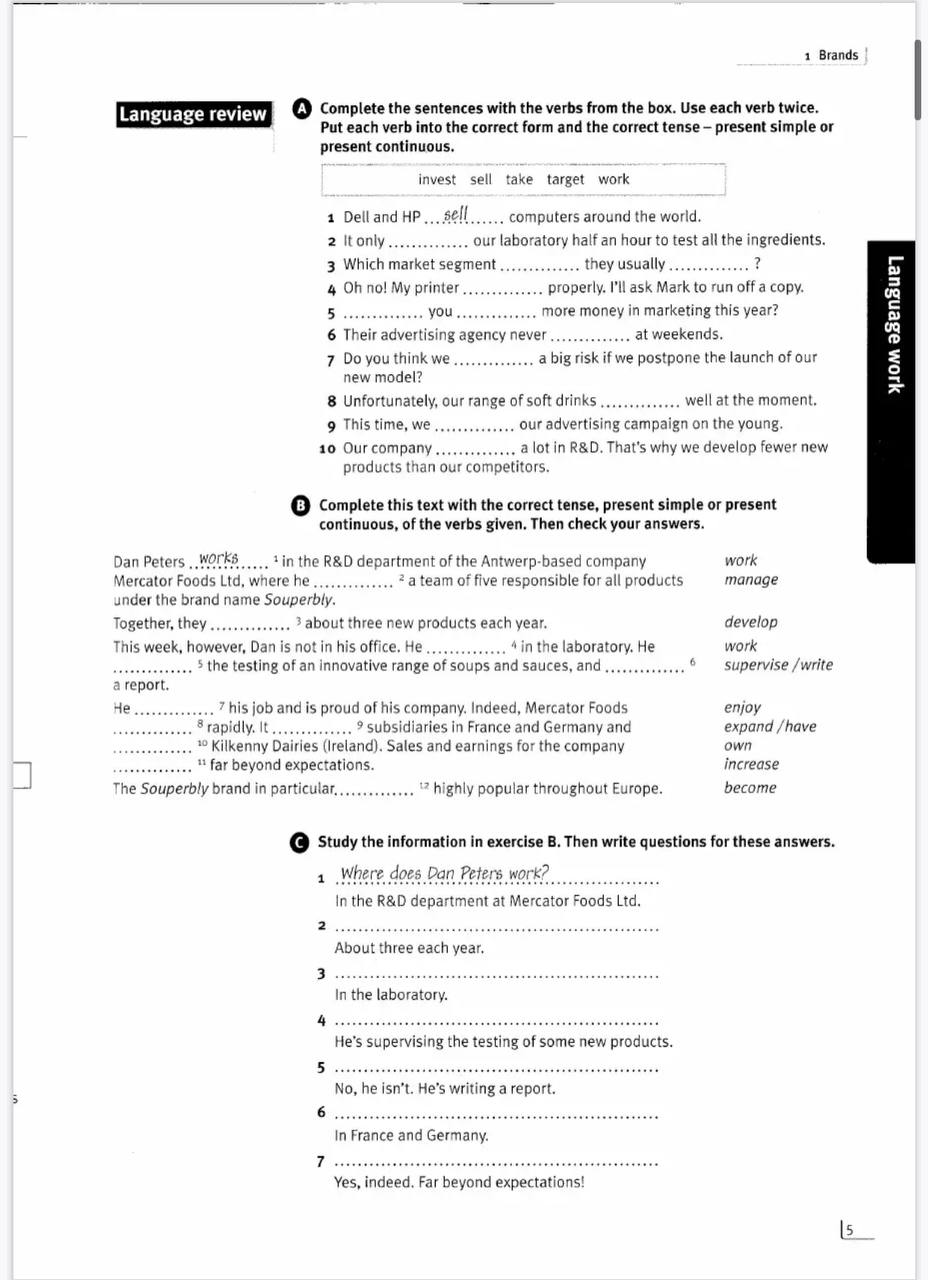 1 Brands
Language review
A Complete the sentences with the verbs from the box. Use each verb twice.
Put each verb into the correct form and the correct tense – present simple or
present continuous.
invest sell take target work
1 Dell and HP ...sell...... computers around the world.
2 It only .............. our laboratory half an hour to test all the ingredients.
3 Which market segment .............. they usually .............. ?
4 Oh no! My printer .............. properly. I'll ask Mark to run off a copy.
5 .............. you .............. more money in marketing this year?
6 Their advertising agency never .............. at weekends.
7 Do you think we .............. a big risk if we postpone the launch of our
new model?
8 Unfortunately, our range of soft drinks .............. well at the moment.
9 This time, we .............. our advertising campaign on the young.
10 Our company .............. a lot in R&D. That's why we develop fewer new
products than our competitors.
Language work
B Complete this text with the correct tense, present simple or present
continuous, of the verbs given. Then check your answers.
Dan Peters ..works..... ¹ in the R&D department of the Antwerp-based company work
Mercator Foods Ltd, where he .............. ² a team of five responsible for all products manage
under the brand name Souperbly.
Together, they .............. ³ about three new products each year. develop
This week, however, Dan is not in his office. He .............. ⁴ in the laboratory. He work
.............. ⁵ the testing of an innovative range of soups and sauces, and .............. ⁶ supervise / write
a report.
He .............. ⁷ his job and is proud of his company. Indeed, Mercator Foods enjoy
.............. ⁸ rapidly. It .............. ⁹ subsidiaries in France and Germany and expand / have
.............. ¹⁰ Kilkenny Dairies (Ireland). Sales and earnings for the company own
.............. ¹¹ far beyond expectations. increase
The Souperbly brand in particular.............. ¹² highly popular throughout Europe. become
C Study the information in exercise B. Then write questions for these answers.
1 Where does Dan Peters work?
In the R&D department at Mercator Foods Ltd.
2 ........................................................
About three each year.
3 ........................................................
In the laboratory.
4 ........................................................
He's supervising the testing of some new products.
5 ........................................................
No, he isn't. He's writing a report.
6 ........................................................
In France and Germany.
7 ........................................................
Yes, indeed. Far beyond expectations!
5